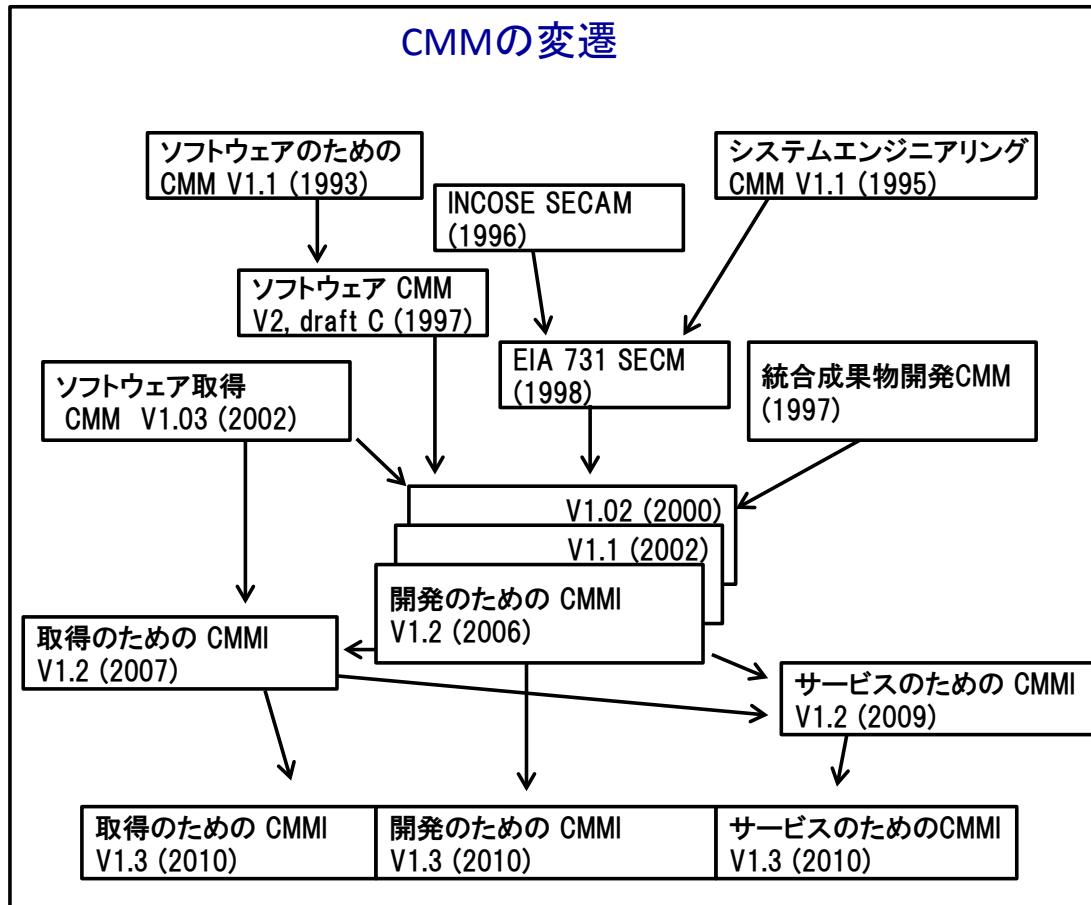 CMMの変遷
ソフトウェアのための
CMM V1.1 (1993)
システムエンジニアリング
CMM V1.1 (1995)
INCOSE SECAM
(1996)
ソフトウェア CMM
V2, draft C (1997)
EIA 731 SECM
(1998)
統合成果物開発CMM
(1997)
ソフトウェア取得
CMM V1.03 (2002)
V1.02 (2000)
V1.1 (2002)
開発のための CMMI
V1.2 (2006)
取得のための CMMI
V1.2 (2007)
サービスのための CMMI
V1.2 (2009)
取得のための CMMI
V1.3 (2010)
開発のための CMMI
V1.3 (2010)
サービスのためのCMMI
V1.3 (2010)